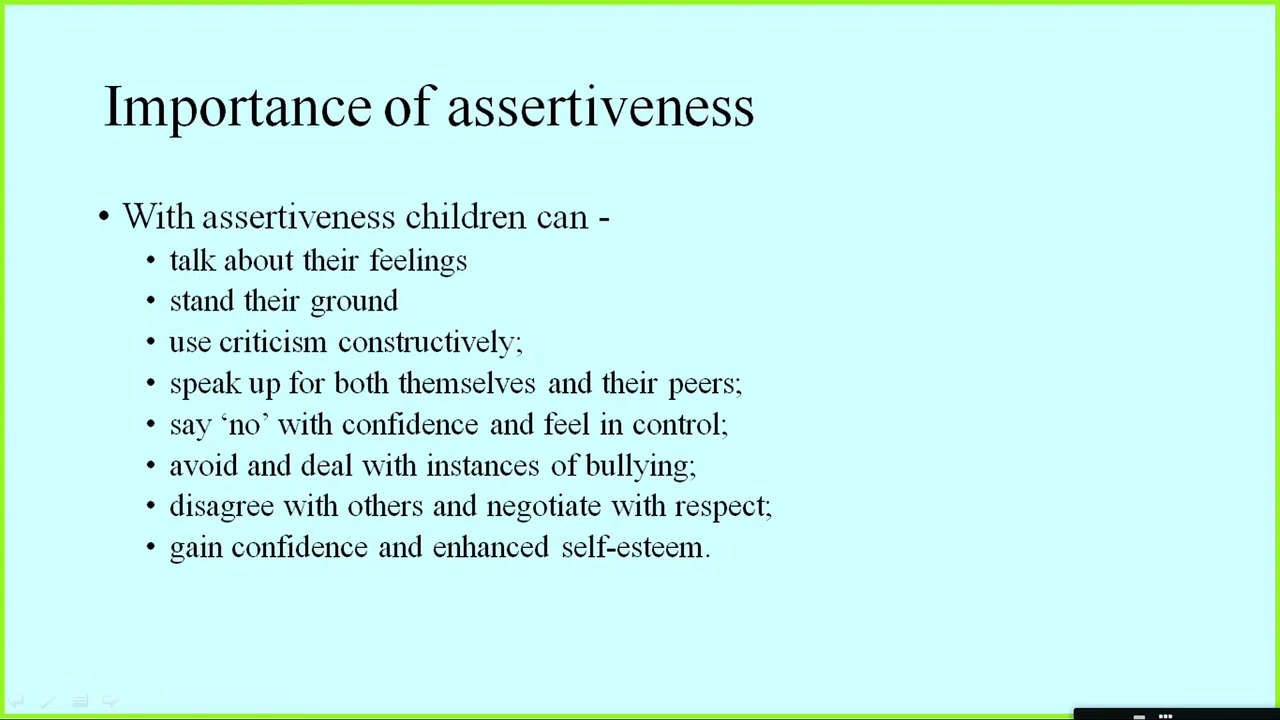 Importance of assertiveness
• With assertiveness children can -
• talk about their feelings
• stand their ground
• use criticism constructively;
• speak up for both themselves and their peers;
• say ‘no’ with confidence and feel in control;
• avoid and deal with instances of bullying;
• disagree with others and negotiate with respect;
• gain confidence and enhanced self-esteem.